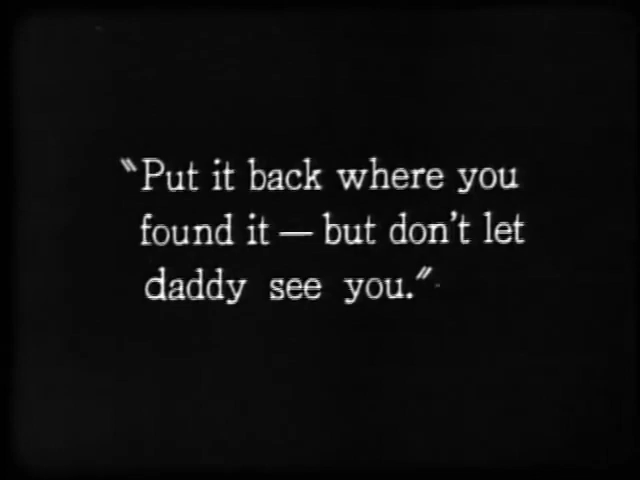 "Put it back where you
found it — but don't let
daddy see you."